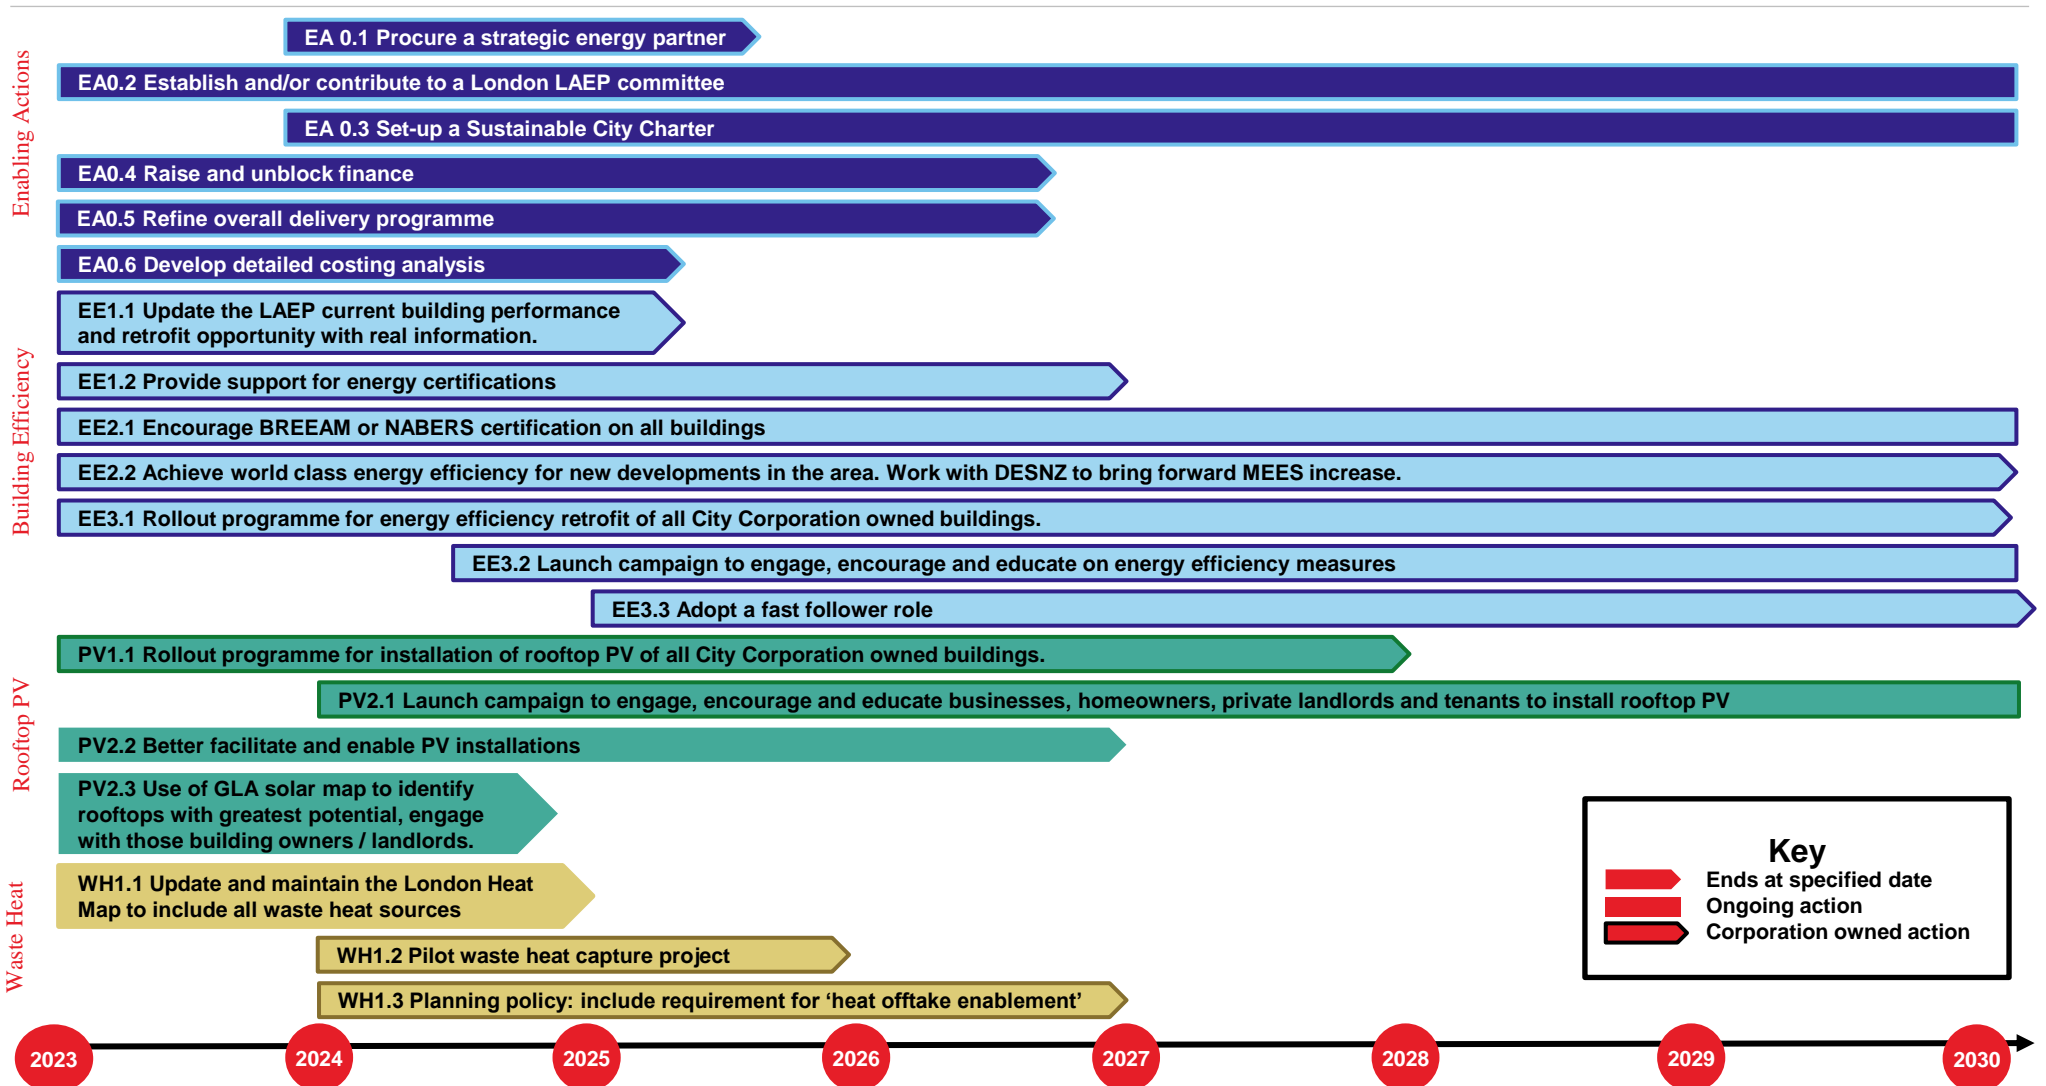 Enabling Actions
EA 0.1 Procure a strategic energy partner
EA0.2 Establish and/or contribute to a London LAEP committee
EA 0.3 Set-up a Sustainable City Charter
EA0.4 Raise and unblock finance
EA0.5 Refine overall delivery programme
EA0.6 Develop detailed costing analysis
Building Efficiency
EE1.1 Update the LAEP current building performance
and retrofit opportunity with real information.
EE1.2 Provide support for energy certifications
EE2.1 Encourage BREEAM or NABERS certification on all buildings
EE2.2 Achieve world class energy efficiency for new developments in the area. Work with DESNZ to bring forward MEES increase.
EE3.1 Rollout programme for energy efficiency retrofit of all City Corporation owned buildings.
EE3.2 Launch campaign to engage, encourage and educate on energy efficiency measures
EE3.3 Adopt a fast follower role
Rooftop PV
PV1.1 Rollout programme for installation of rooftop PV of all City Corporation owned buildings.
PV2.1 Launch campaign to engage, encourage and educate businesses, homeowners, private landlords and tenants to install rooftop PV
PV2.2 Better facilitate and enable PV installations
PV2.3 Use of GLA solar map to identify
rooftops with greatest potential, engage
with those building owners / landlords.
Waste Heat
WH1.1 Update and maintain the London Heat
Map to include all waste heat sources
WH1.2 Pilot waste heat capture project
WH1.3 Planning policy: include requirement for ‘heat offtake enablement’
Key
Ends at specified date
Ongoing action
Corporation owned action
2023
2024
2025
2026
2027
2028
2029
2030